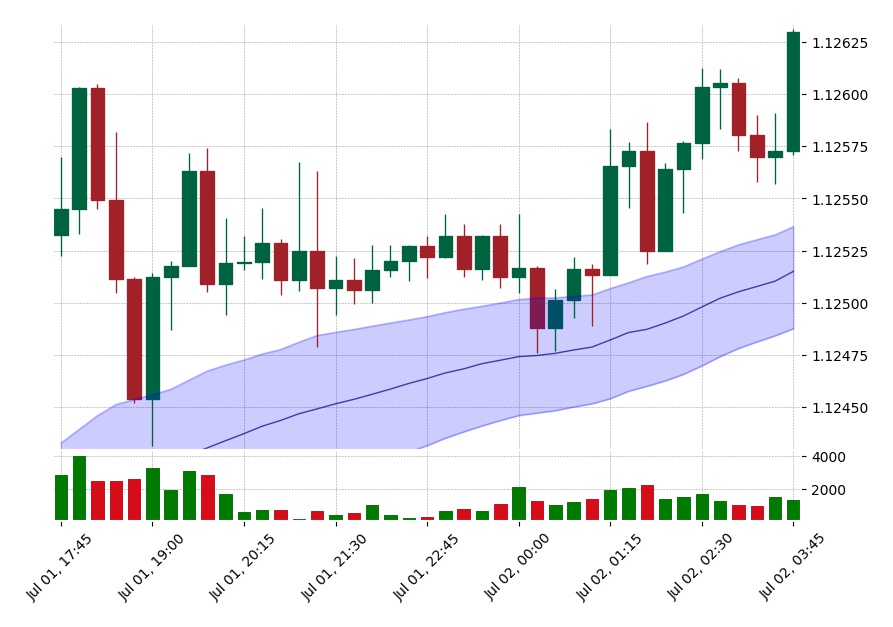 1.12625
1.12600
1.12575
1.12550
1.12525
1.12500
1.12475
1.12450
4000
2000
Jul 01, 17:45
Jul 01, 19:00
Jul 01, 20:15
Jul 01, 21:30
Jul 01, 22:45
Jul 02, 00:00
Jul 02, 01:15
Jul 02, 02:30
Jul 02, 03:45